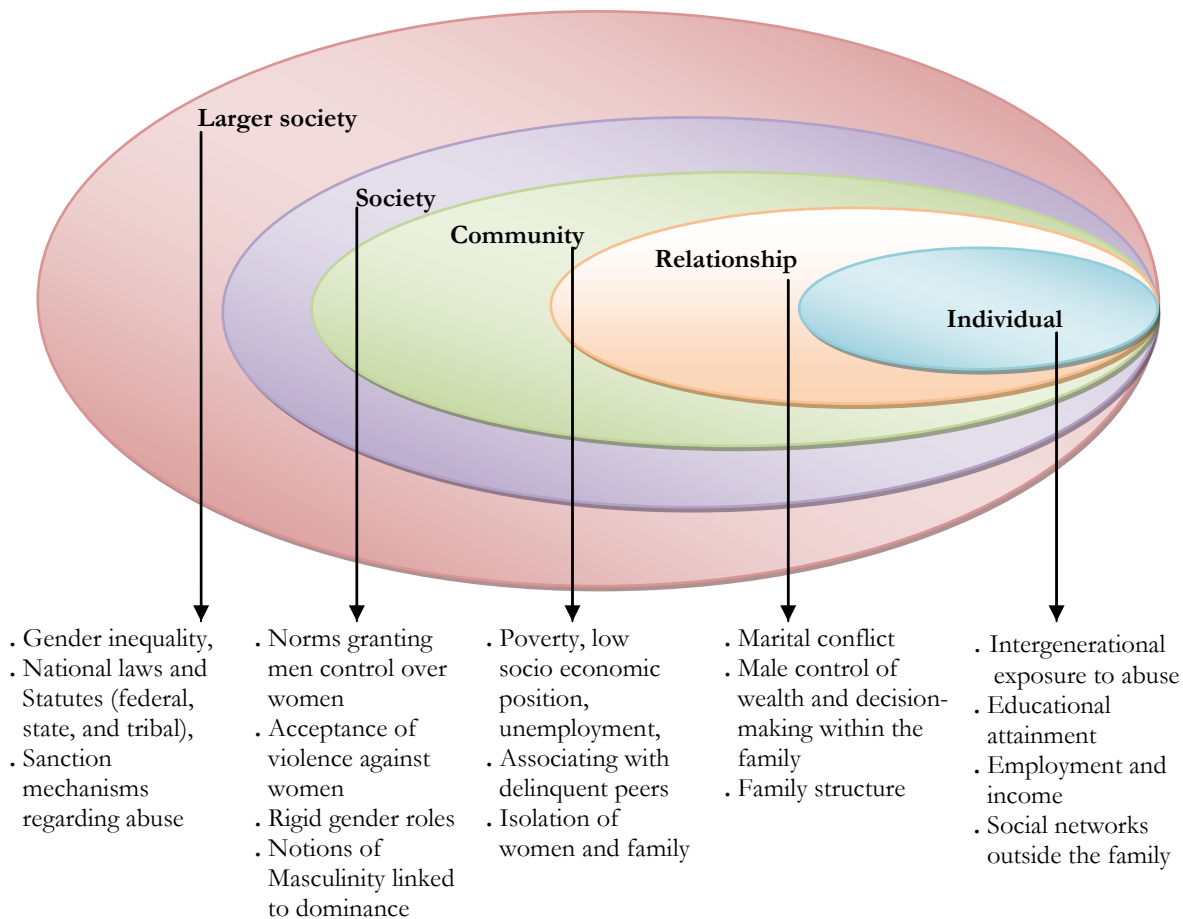 Larger society
Society
Community
Relationship
Individual
. Gender inequality,
. National laws and
Statutes (federal,
state, and tribal),
. Sanction
mechanisms
regarding abuse
. Norms granting
men control over
women
. Acceptance of
violence against
women
. Rigid gender roles
. Notions of
Masculinity linked
to dominance
. Poverty, low
socio economic
position,
unemployment,
. Associating with
delinquent peers
. Isolation of
women and family
. Marital conflict
. Male control of
wealth and decision-
making within the
family
. Family structure
. Intergenerational
exposure to abuse
. Educational
attainment
. Employment and
income
. Social networks
outside the family